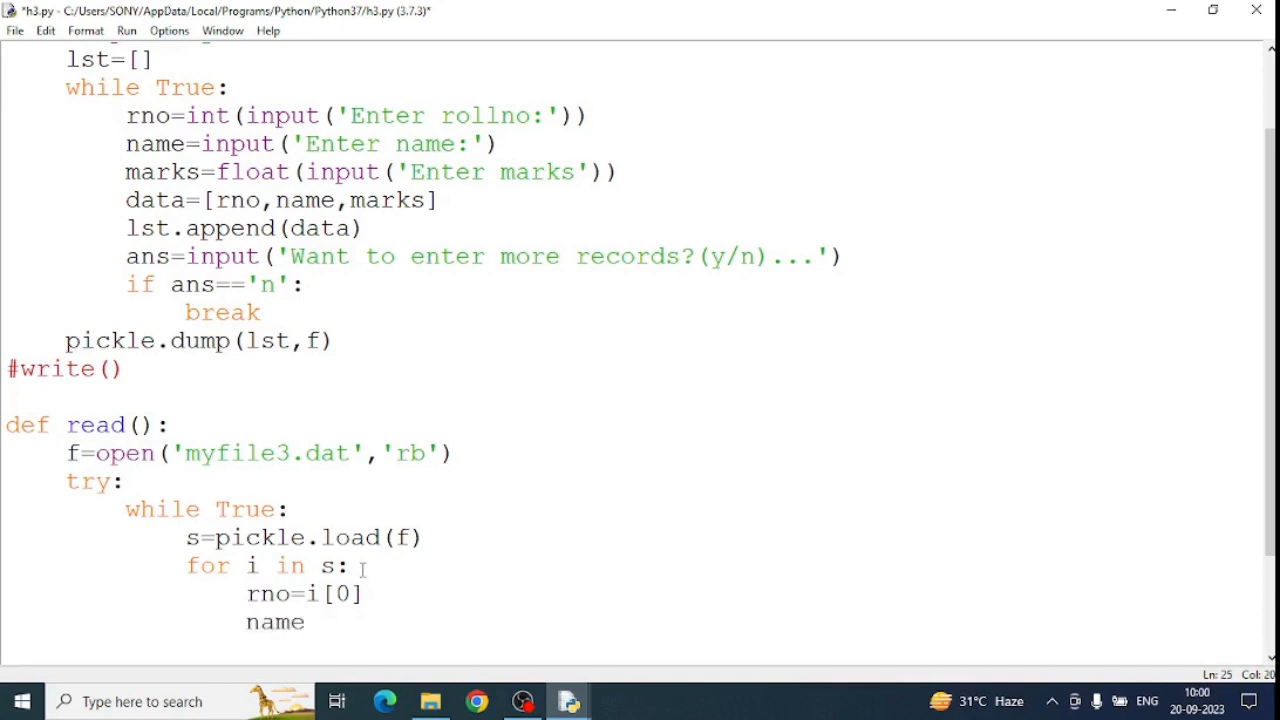 *h3.py - C:/Users/SONY/AppData/Local/Programs/Python/Python37/h3.py (3.7.3)*
File Edit Format Run Options Window Help
lst=[]
while True:
rno=int(input('Enter rollno:'))
name=input('Enter name:')
marks=float(input('Enter marks'))
data=[rno,name,marks]
lst.append(data)
ans=input('Want to enter more records?(y/n)...')
if ans=='n':
break
pickle.dump(lst,f)
#write()
def read():
f=open('myfile3.dat','rb')
try:
while True:
s=pickle.load(f)
for i in s:
rno=i[0]
name
Ln: 25 Col: 20
Type here to search
31°C Haze
ENG
10:00
20-09-2023